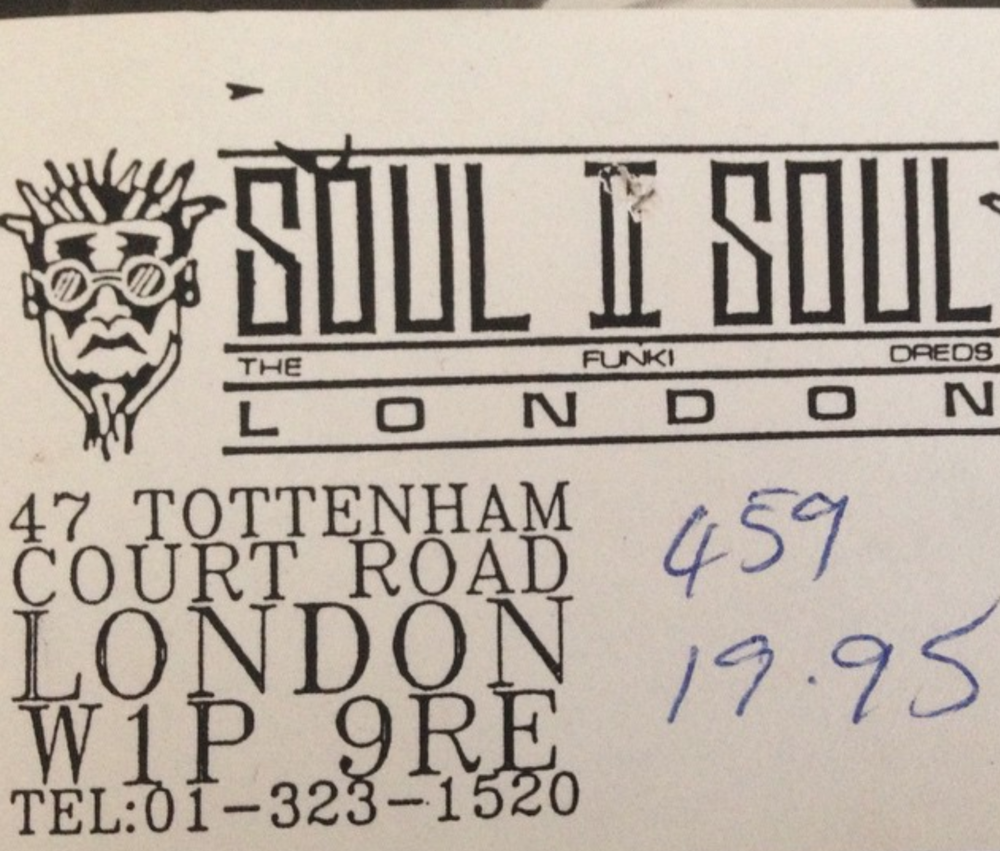 SOUL II SOUL
THE FUNKI DREDS
LONDON
47 TOTTENHAM
COURT ROAD
LONDON
W1P 9RE
TEL:01-323-1520
459
19.95